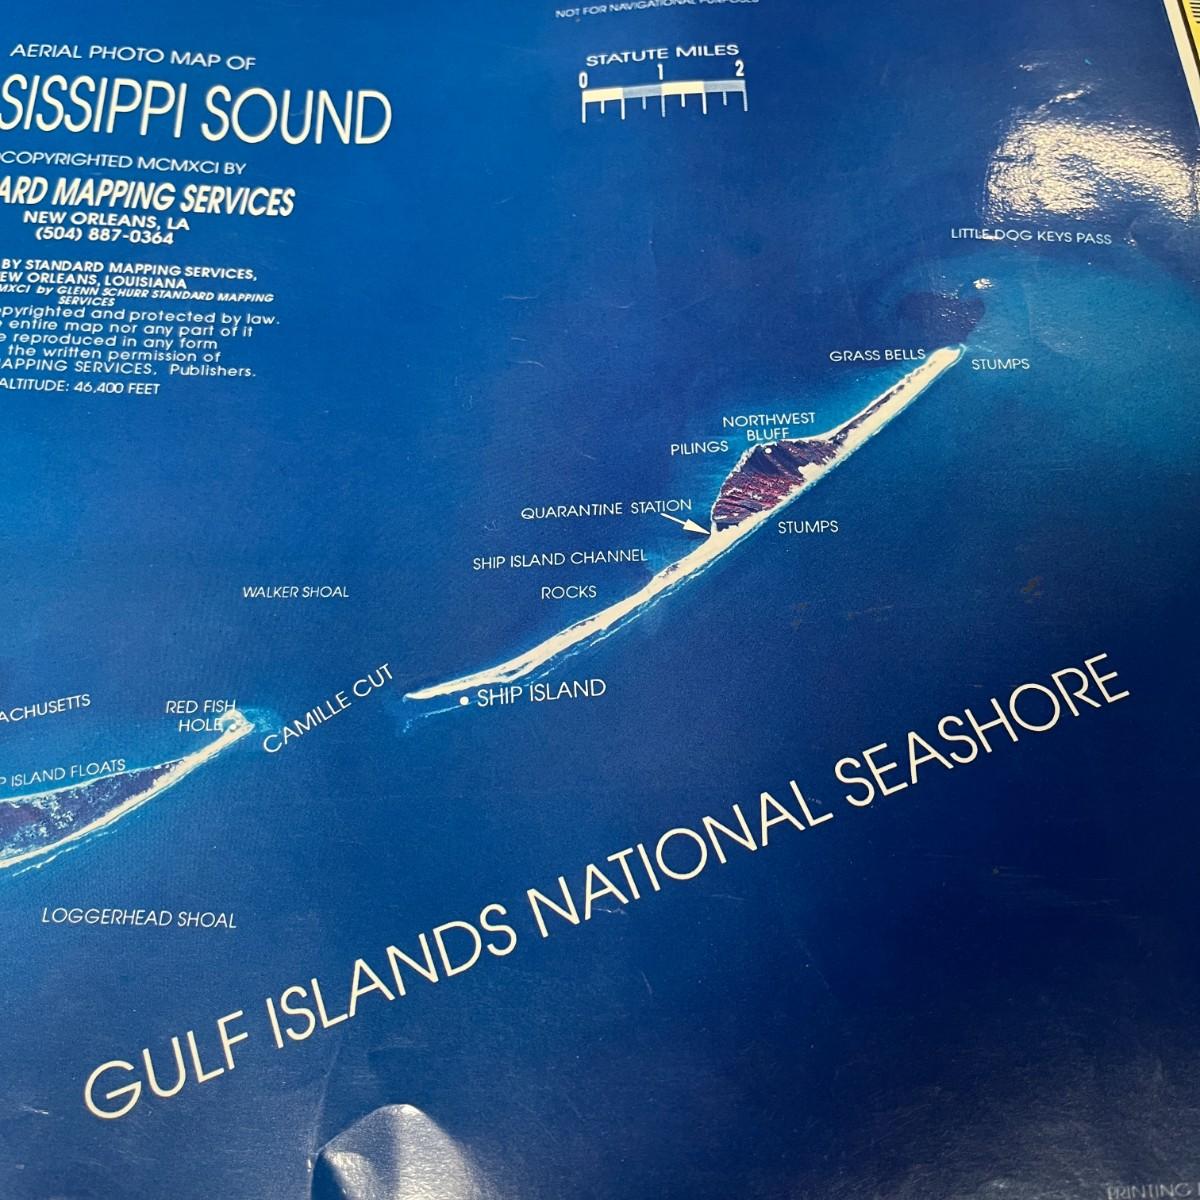 NOT FOR NAVIGATIONAL PURPOSES
AERIAL PHOTO MAP OF
SISSIPPI SOUND
COPYRIGHTED MCMXCI BY
ARD MAPPING SERVICES
NEW ORLEANS, LA
(504) 887-0364
BY STANDARD MAPPING SERVICES,
EW ORLEANS, LOUISIANA
MXCI by GLENN SCHURR STANDARD MAPPING
SERVICES
pyrighted and protected by law.
entire map nor any part of it
e reproduced in any form
the written permission of
APPING SERVICES. Publishers.
ALTITUDE: 46,400 FEET
STATUTE MILES
0 1 2
LITTLE DOG KEYS PASS
GRASS BELLS
STUMPS
NORTHWEST
BLUFF
PILINGS
QUARANTINE STATION
STUMPS
SHIP ISLAND CHANNEL
ROCKS
WALKER SHOAL
CAMILLE CUT
SHIP ISLAND
ACHUSETTS
RED FISH
HOLE
P ISLAND FLOATS
LOGGERHEAD SHOAL
GULF ISLANDS NATIONAL SEASHORE
PRINTING